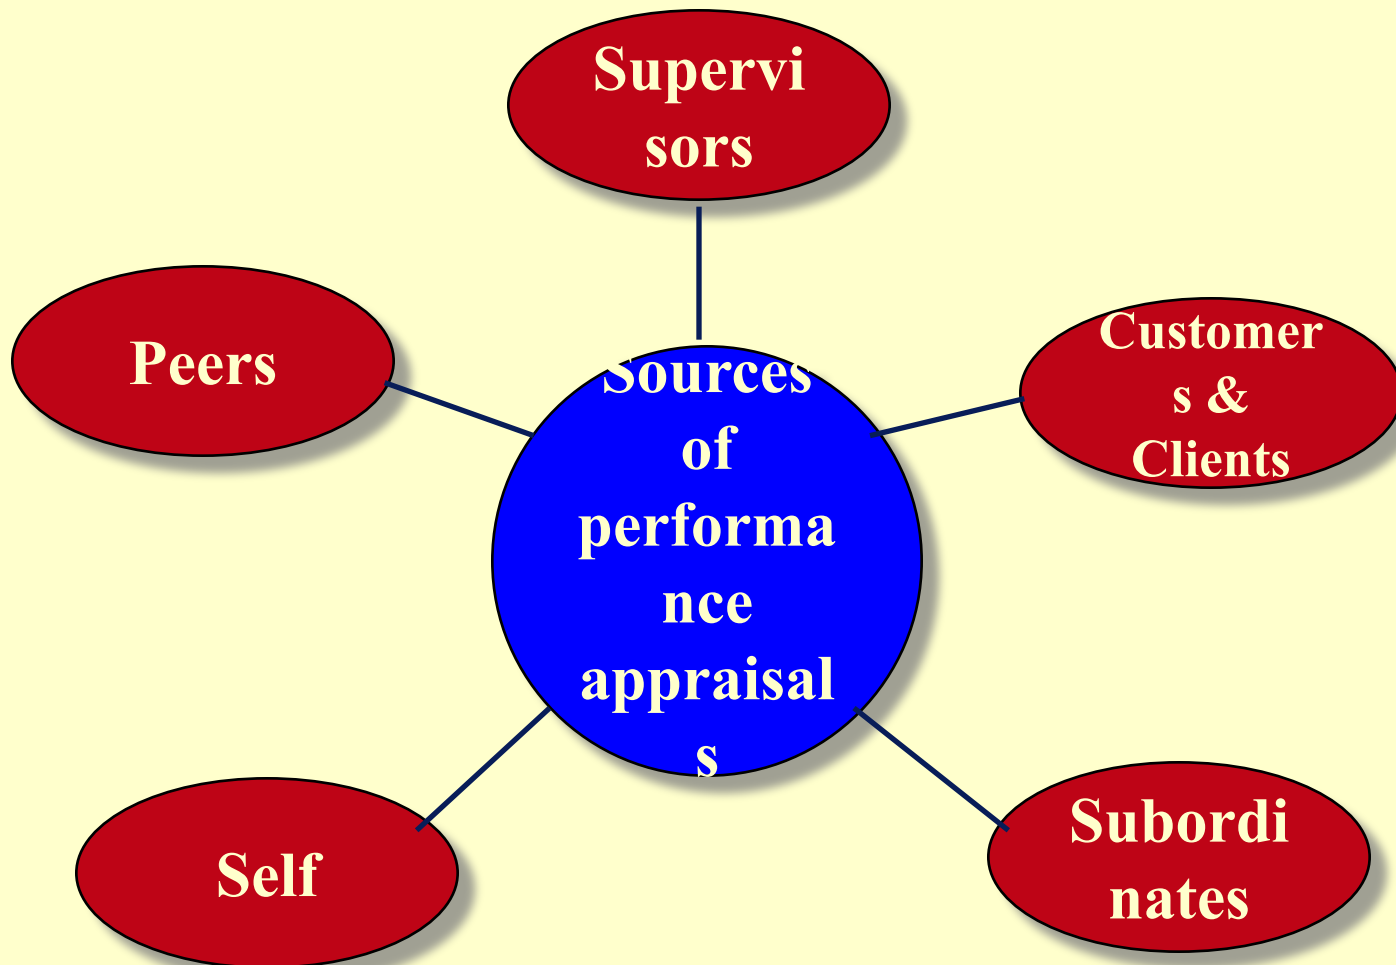 Supervi
sors
Peers
Customer
s &
Clients
Sources
of
performa
nce
appraisal
s
Self
Subordi
nates